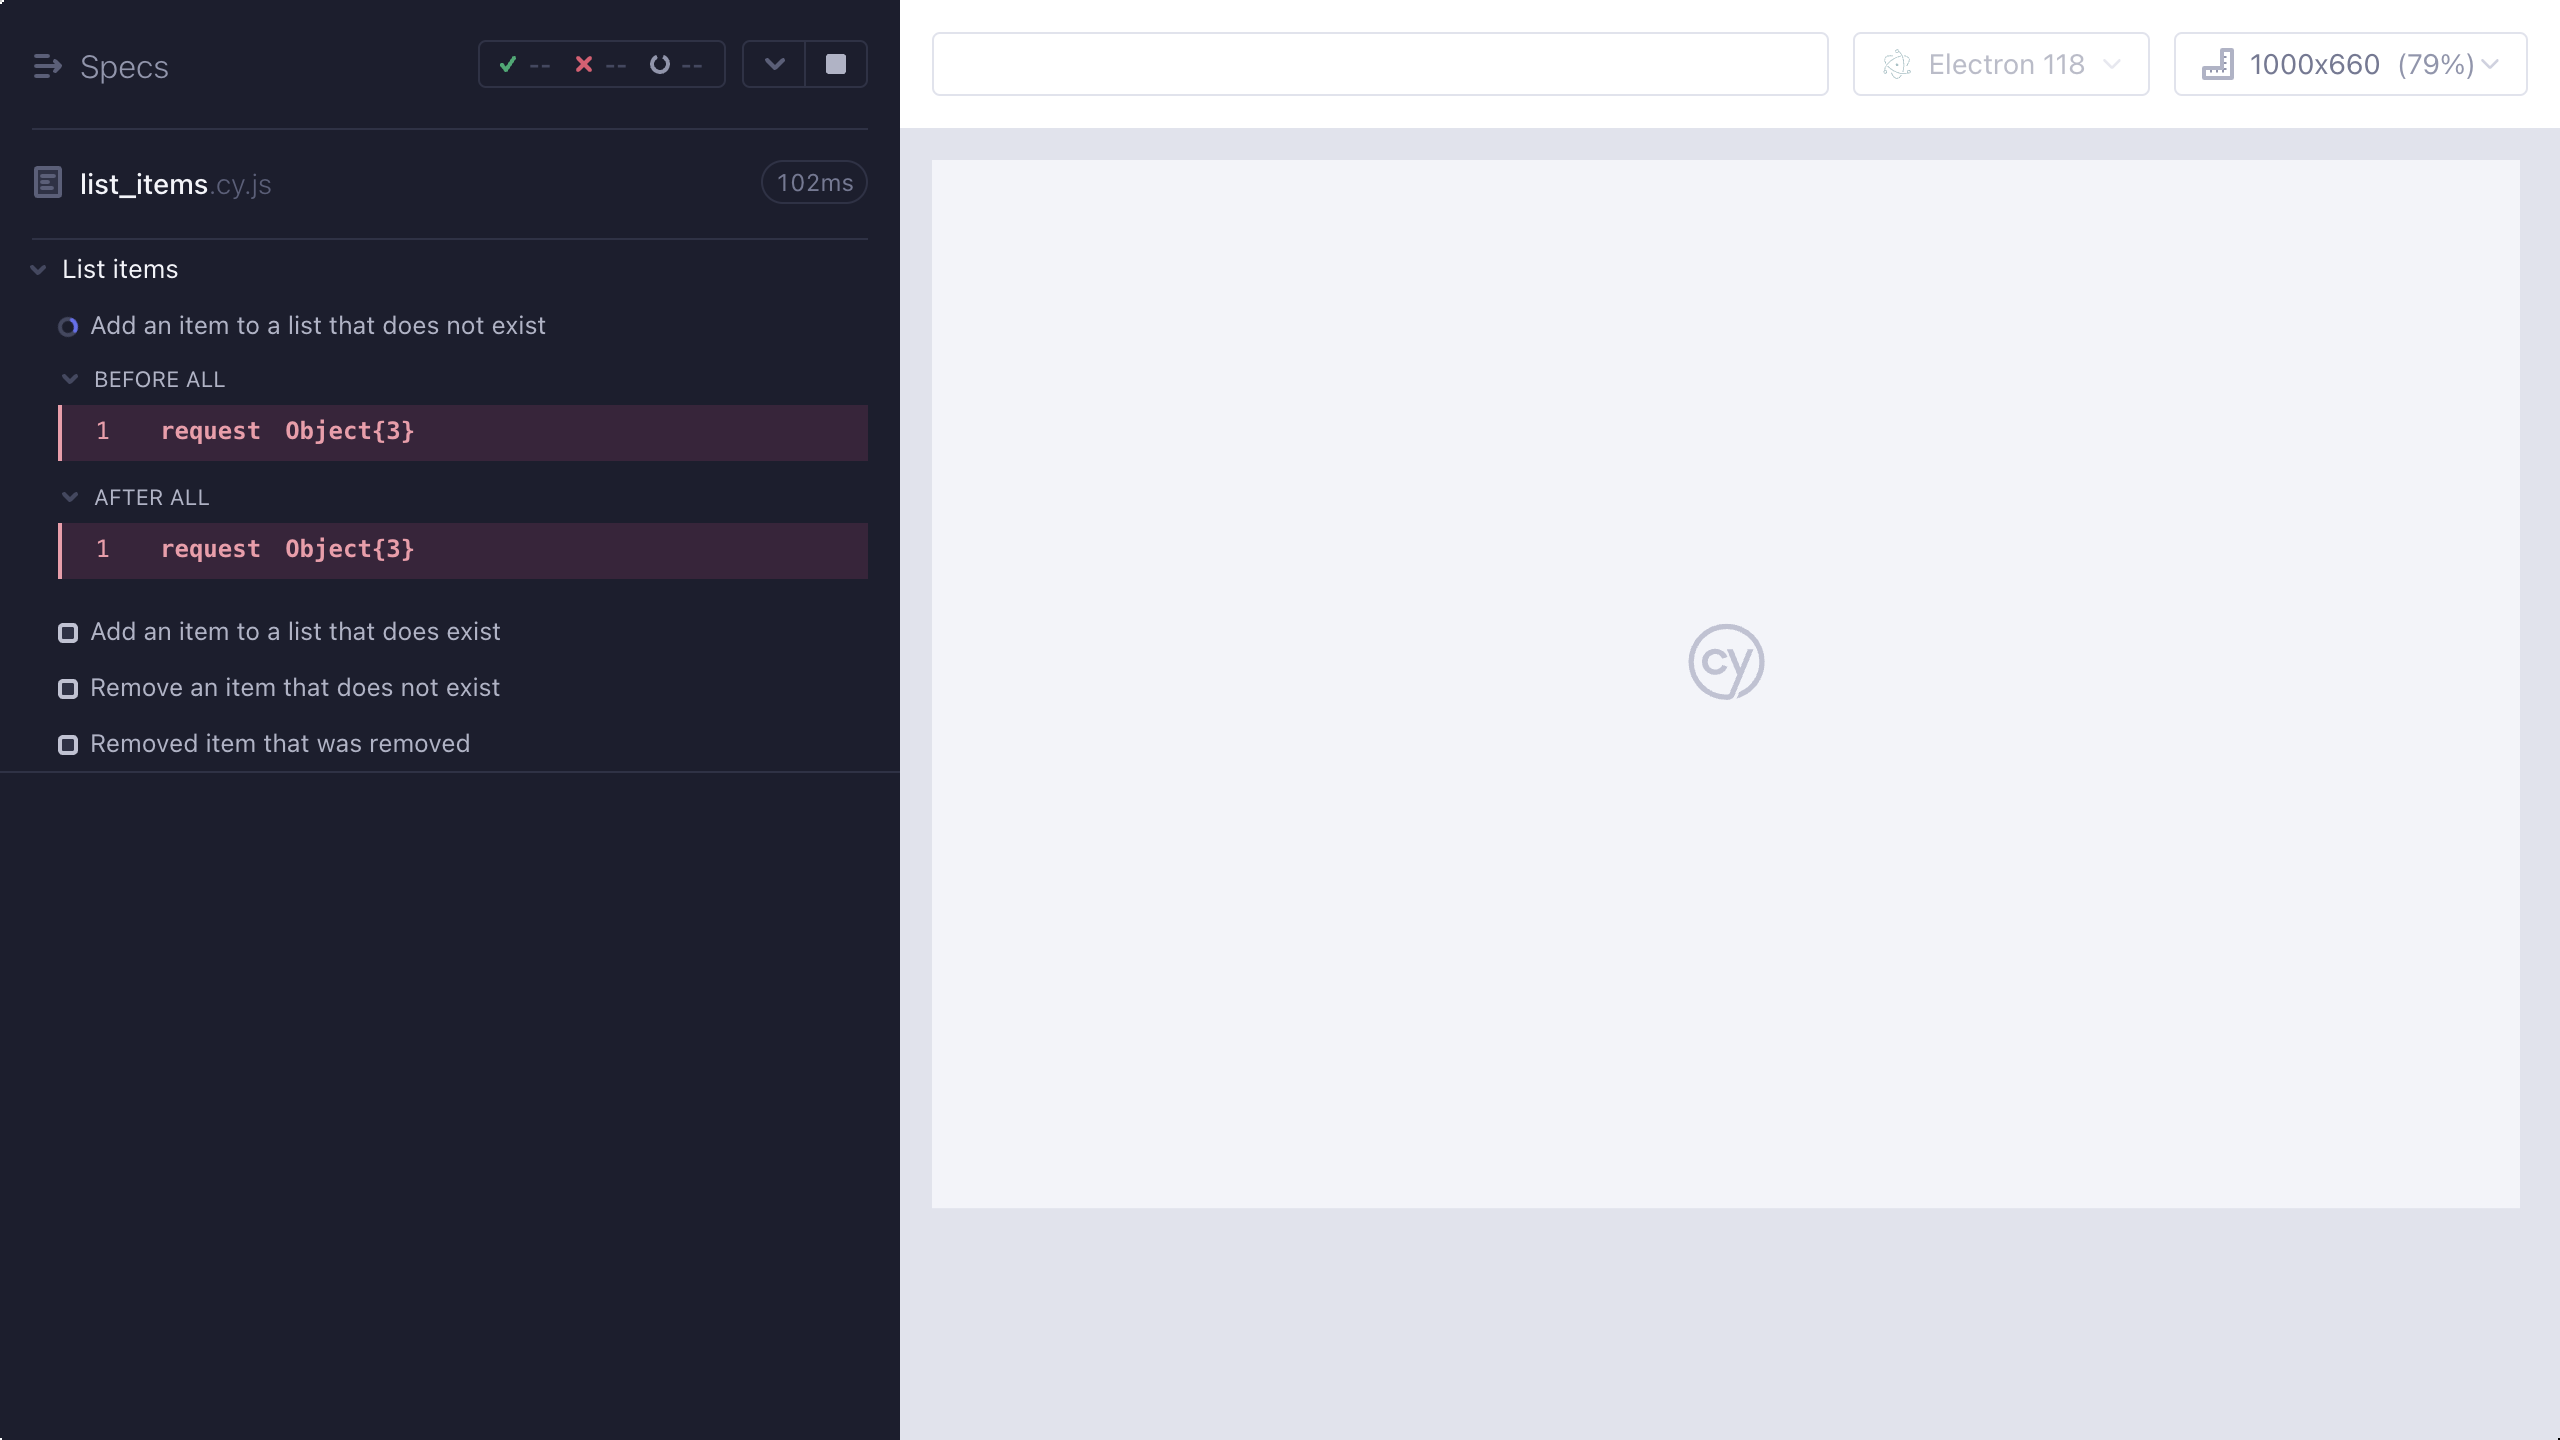 Specs
-- -- --
list_items.cy.js
102ms
List items
Add an item to a list that does not exist
BEFORE ALL
1 request Object{3}
AFTER ALL
1 request Object{3}
Add an item to a list that does exist
Remove an item that does not exist
Removed item that was removed
Electron 118
1000x660 (79%)
cy